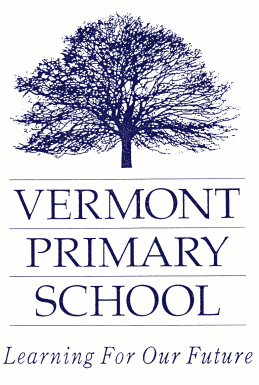 VERMONT
PRIMARY
SCHOOL
Learning For Our Future